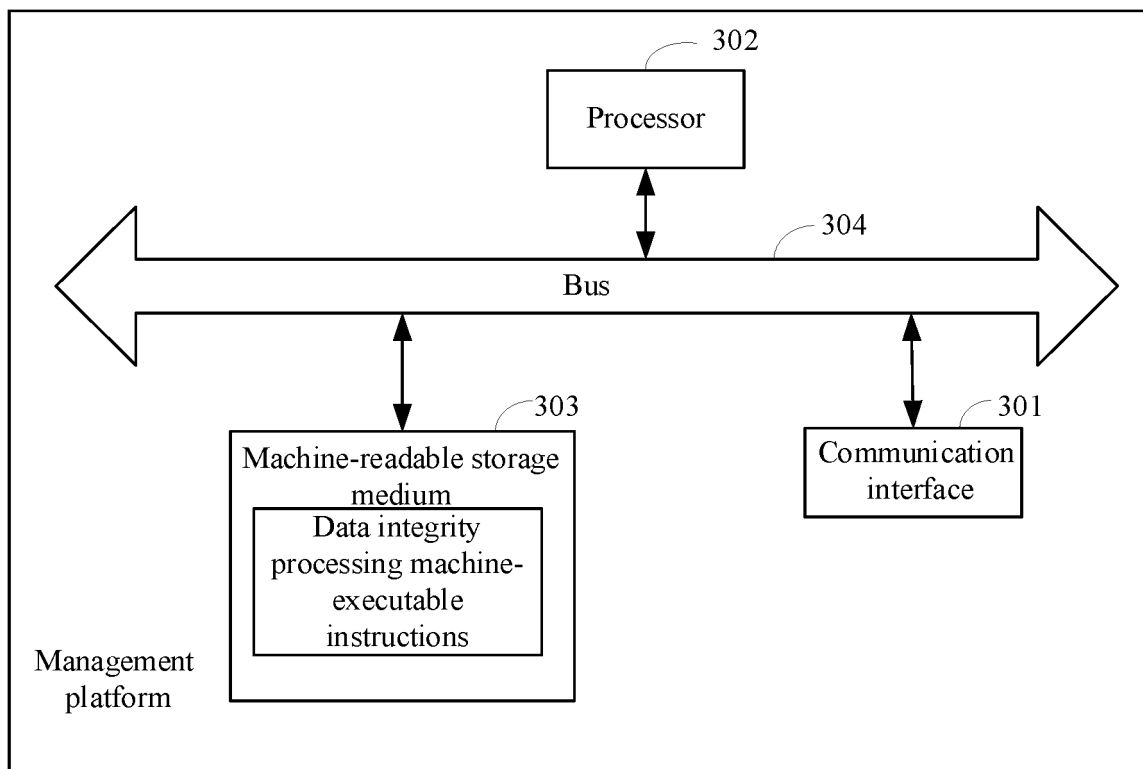 302
Processor
304
Bus
303
301
Machine-readable storage
medium
Data integrity
processing machine-
executable
instructions
Communication
interface
Management
platform